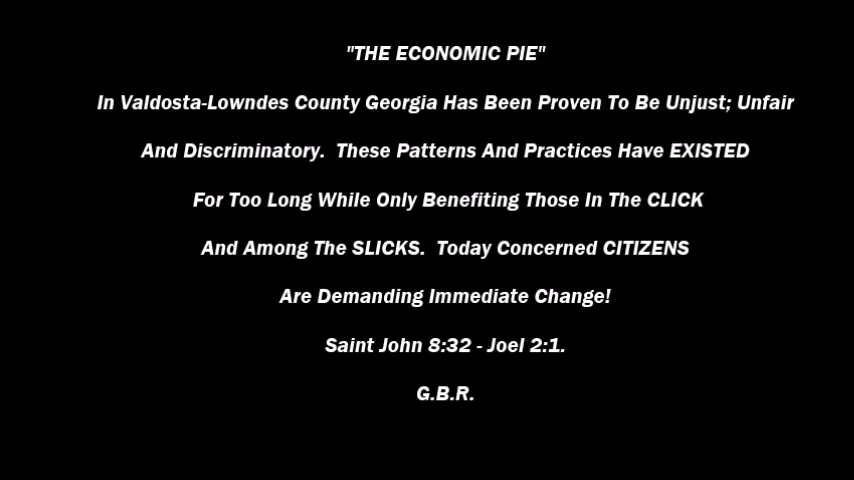 "THE ECONOMIC PIE"
In Valdosta-Lowndes County Georgia Has Been Proven To Be Unjust; Unfair
And Discriminatory.  These Patterns And Practices Have EXISTED
For Too Long While Only Benefiting Those In The CLICK
And Among The SLICKS.  Today Concerned CITIZENS
Are Demanding Immediate Change!
Saint John 8:32 - Joel 2:1.
G.B.R.